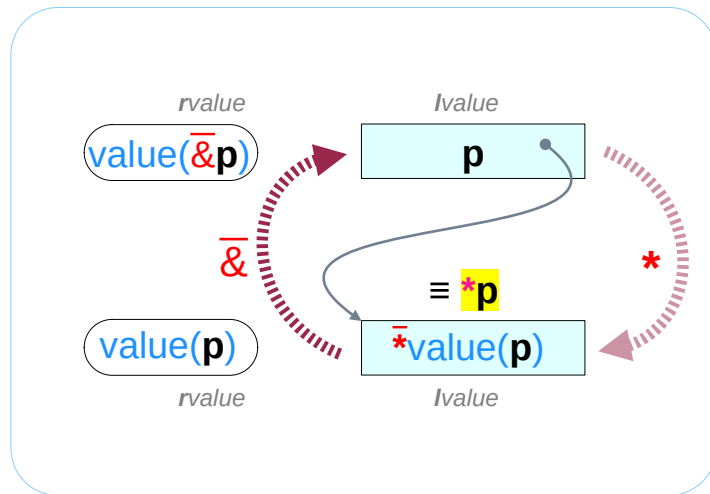 rvalue lvalue
value(&̅p) p
&̅ *
≡ *p
value(p) *̅value(p)
rvalue lvalue